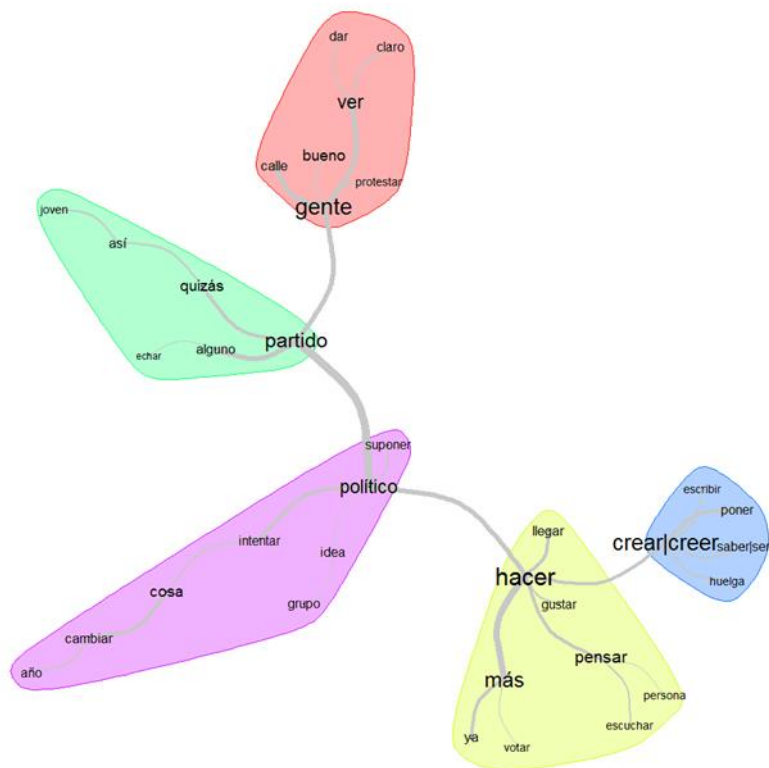 dar
claro
ver
bueno
calle
protestar
gente
joven
así
quizás
partido
alguno
echar
suponer
político
intentar
idea
cosa
grupo
cambiar
año
escribir
poner
crear|creer
saber|ser
huelga
llegar
hacer
gustar
pensar
más
persona
escuchar
ya
votar